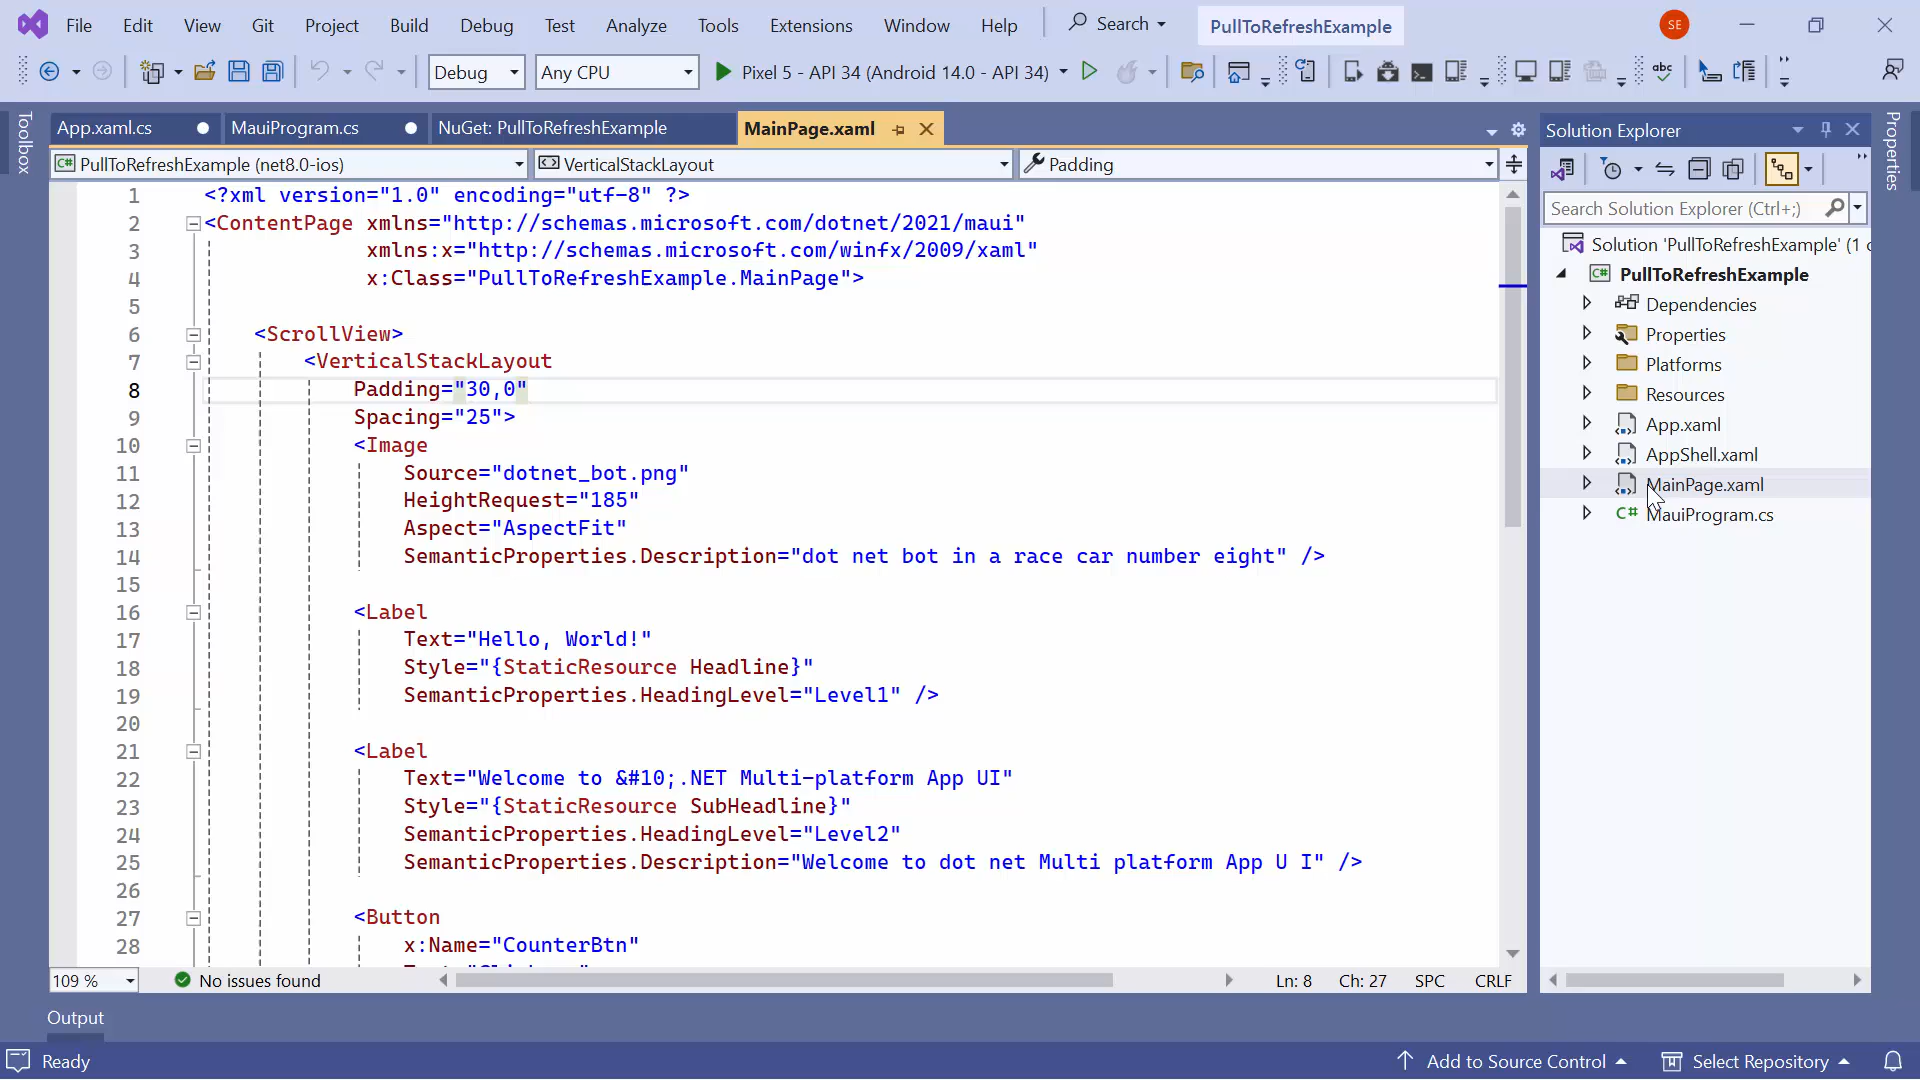 File Edit View Git Project Build Debug Test Analyze Tools Extensions Window Help Search PullToRefreshExample SE
Debug Any CPU Pixel 5 - API 34 (Android 14.0 - API 34) abc
Toolbox
App.xaml.cs MauiProgram.cs NuGet: PullToRefreshExample MainPage.xaml
C# PullToRefreshExample (net8.0-ios) VerticalStackLayout Padding
1 <?xml version="1.0" encoding="utf-8" ?>
2 <ContentPage xmlns="http://schemas.microsoft.com/dotnet/2021/maui"
3 xmlns:x="http://schemas.microsoft.com/winfx/2009/xaml"
4 x:Class="PullToRefreshExample.MainPage">
5
6 <ScrollView>
7 <VerticalStackLayout
8 Padding="30,0"
9 Spacing="25">
10 <Image
11 Source="dotnet_bot.png"
12 HeightRequest="185"
13 Aspect="AspectFit"
14 SemanticProperties.Description="dot net bot in a race car number eight" />
15
16 <Label
17 Text="Hello, World!"
18 Style="{StaticResource Headline}"
19 SemanticProperties.HeadingLevel="Level1" />
20
21 <Label
22 Text="Welcome to &#10;.NET Multi-platform App UI"
23 Style="{StaticResource SubHeadline}"
24 SemanticProperties.HeadingLevel="Level2"
25 SemanticProperties.Description="Welcome to dot net Multi platform App U I" />
26
27 <Button
28 x:Name="CounterBtn"
109 % No issues found Ln: 8 Ch: 27 SPC CRLF
Solution Explorer
Search Solution Explorer (Ctrl+;)
Solution 'PullToRefreshExample' (1 
C# PullToRefreshExample
Dependencies
Properties
Platforms
Resources
App.xaml
AppShell.xaml
MainPage.xaml
C# MauiProgram.cs
Properties
Output
Ready Add to Source Control Select Repository